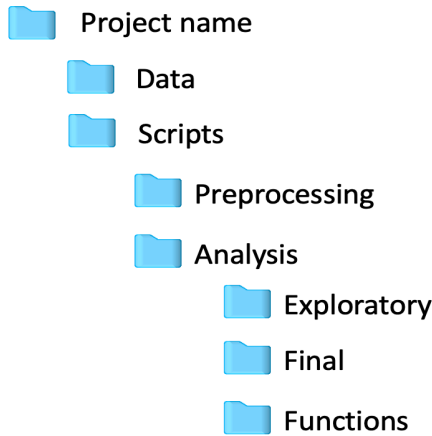 Project name
Data
Scripts
Preprocessing
Analysis
Exploratory
Final
Functions